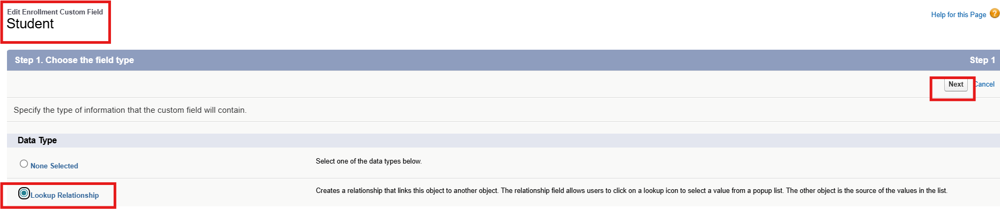 Edit Enrollment Custom Field
Student
Help for this Page ?
Step 1. Choose the field type
Step 1
Next
Cancel
Specify the type of information that the custom field will contain.
Data Type
None Selected
Select one of the data types below.
Lookup Relationship
Creates a relationship that links this object to another object. The relationship field allows users to click on a lookup icon to select a value from a popup list. The other object is the source of the values in the list.